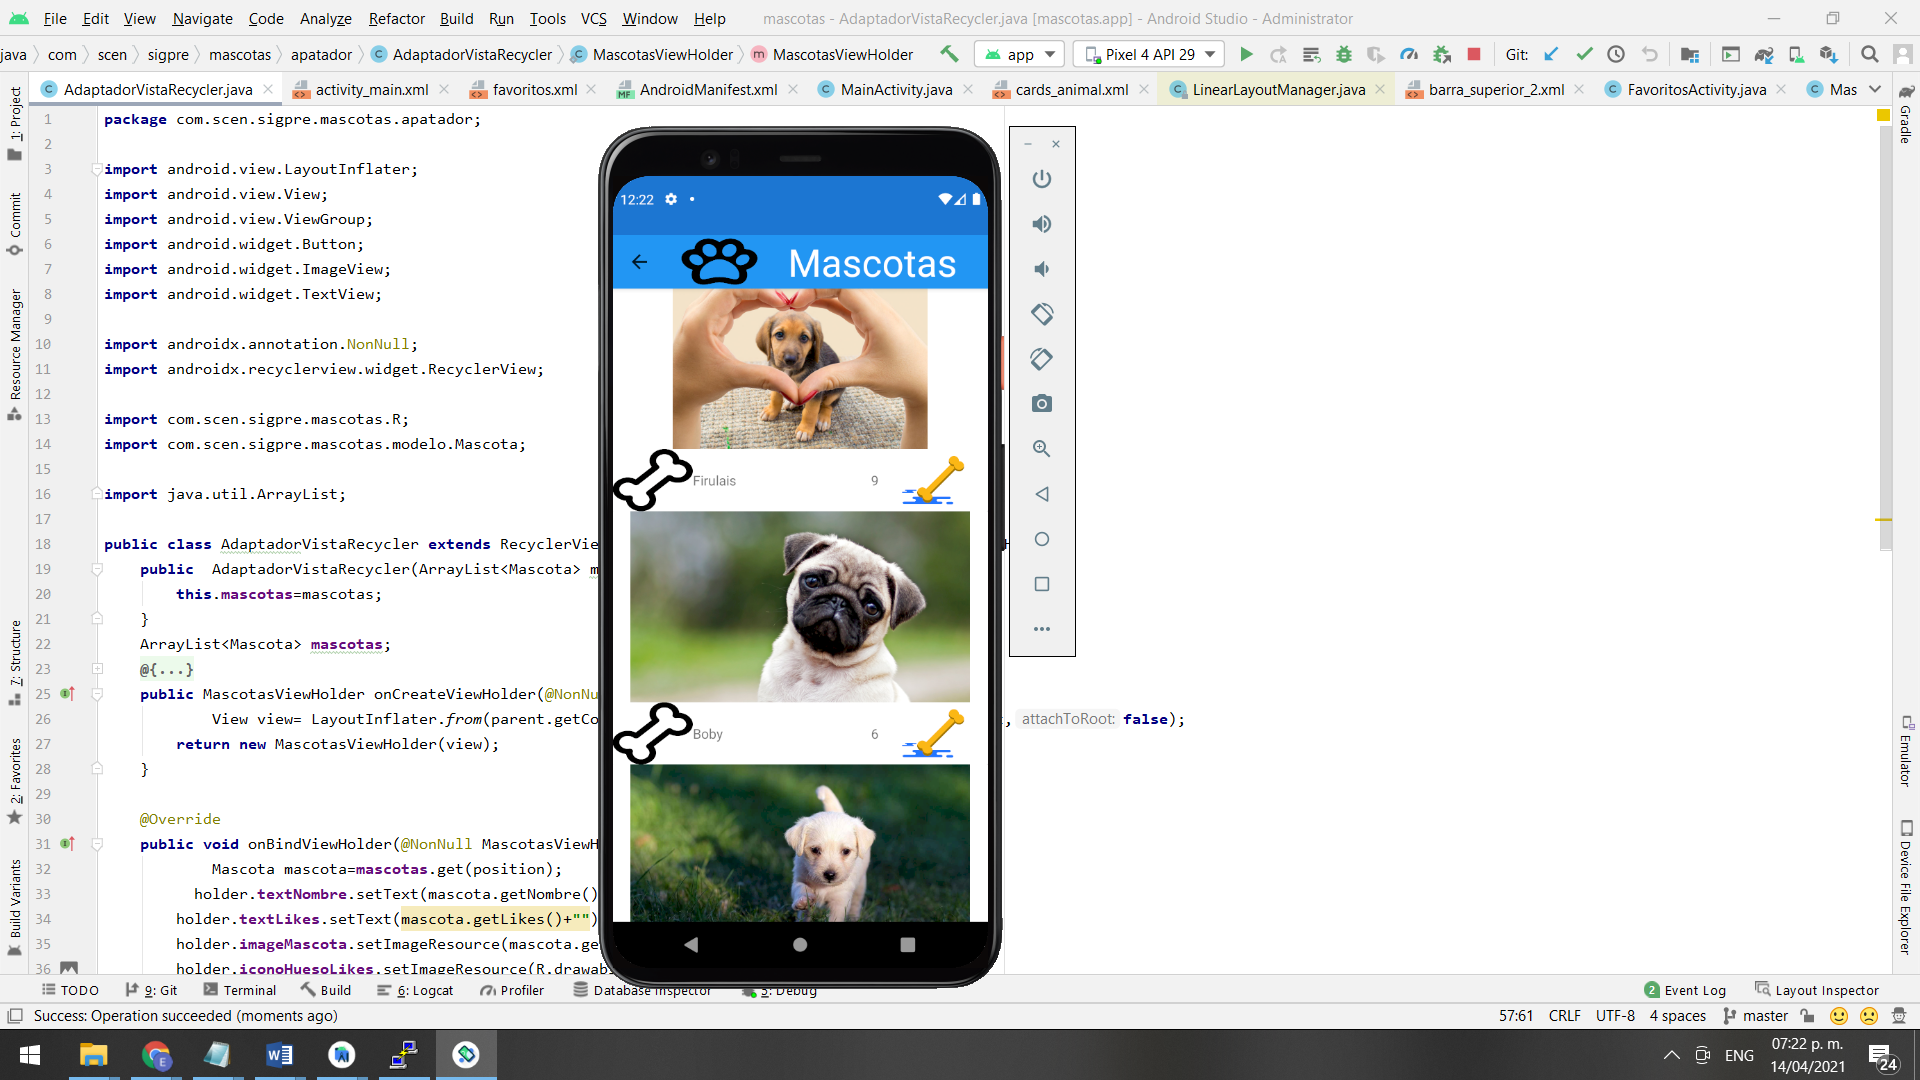 File Edit View Navigate Code Analyze Refactor Build Run Tools VCS Window Help mascotas - AdaptadorVistaRecycler.java [mascotas.app] - Android Studio - Administrator
java com scen sigpre mascotas apatador AdaptadorVistaRecycler MascotasViewHolder MascotasViewHolder app Pixel 4 API 29 Git:
AdaptadorVistaRecycler.java activity_main.xml favoritos.xml AndroidManifest.xml MainActivity.java cards_animal.xml LinearLayoutManager.java barra_superior_2.xml FavoritosActivity.java Mas
1: Project
Commit
Resource Manager
7: Structure
2: Favorites
Build Variants
1 package com.scen.sigpre.mascotas.apatador;
2
3 import android.view.LayoutInflater;
4 import android.view.View;
5 import android.view.ViewGroup;
6 import android.widget.Button;
7 import android.widget.ImageView;
8 import android.widget.TextView;
9
10 import androidx.annotation.NonNull;
11 import androidx.recyclerview.widget.RecyclerView;
12
13 import com.scen.sigpre.mascotas.R;
14 import com.scen.sigpre.mascotas.modelo.Mascota;
15
16 import java.util.ArrayList;
17
18 public class AdaptadorVistaRecycler extends RecyclerVie
19 public AdaptadorVistaRecycler(ArrayList<Mascota> m
20 this.mascotas=mascotas;
21 }
22 ArrayList<Mascota> mascotas;
23 @{...}
25 public MascotasViewHolder onCreateViewHolder(@NonNu
26 View view= LayoutInflater.from(parent.getCo , attachToRoot: false);
27 return new MascotasViewHolder(view);
28 }
29
30 @Override
31 public void onBindViewHolder(@NonNull MascotasViewH
32 Mascota mascota=mascotas.get(position);
33 holder.textNombre.setText(mascota.getNombre()
34 holder.textLikes.setText(mascota.getLikes()+"")
35 holder.imageMascota.setImageResource(mascota.ge
36 holder.iconoHuesoLikes.setImageResource(R.drawab
12:22
Mascotas
Firulais 9
Boby 6
Gradle
Emulator
Device File Explorer
TODO 9: Git Terminal Build 6: Logcat Profiler Database Inspector 5: Debug 2 Event Log Layout Inspector
Success: Operation succeeded (moments ago) 57:61 CRLF UTF-8 4 spaces master
ENG 07:22 p. m.
14/04/2021 24